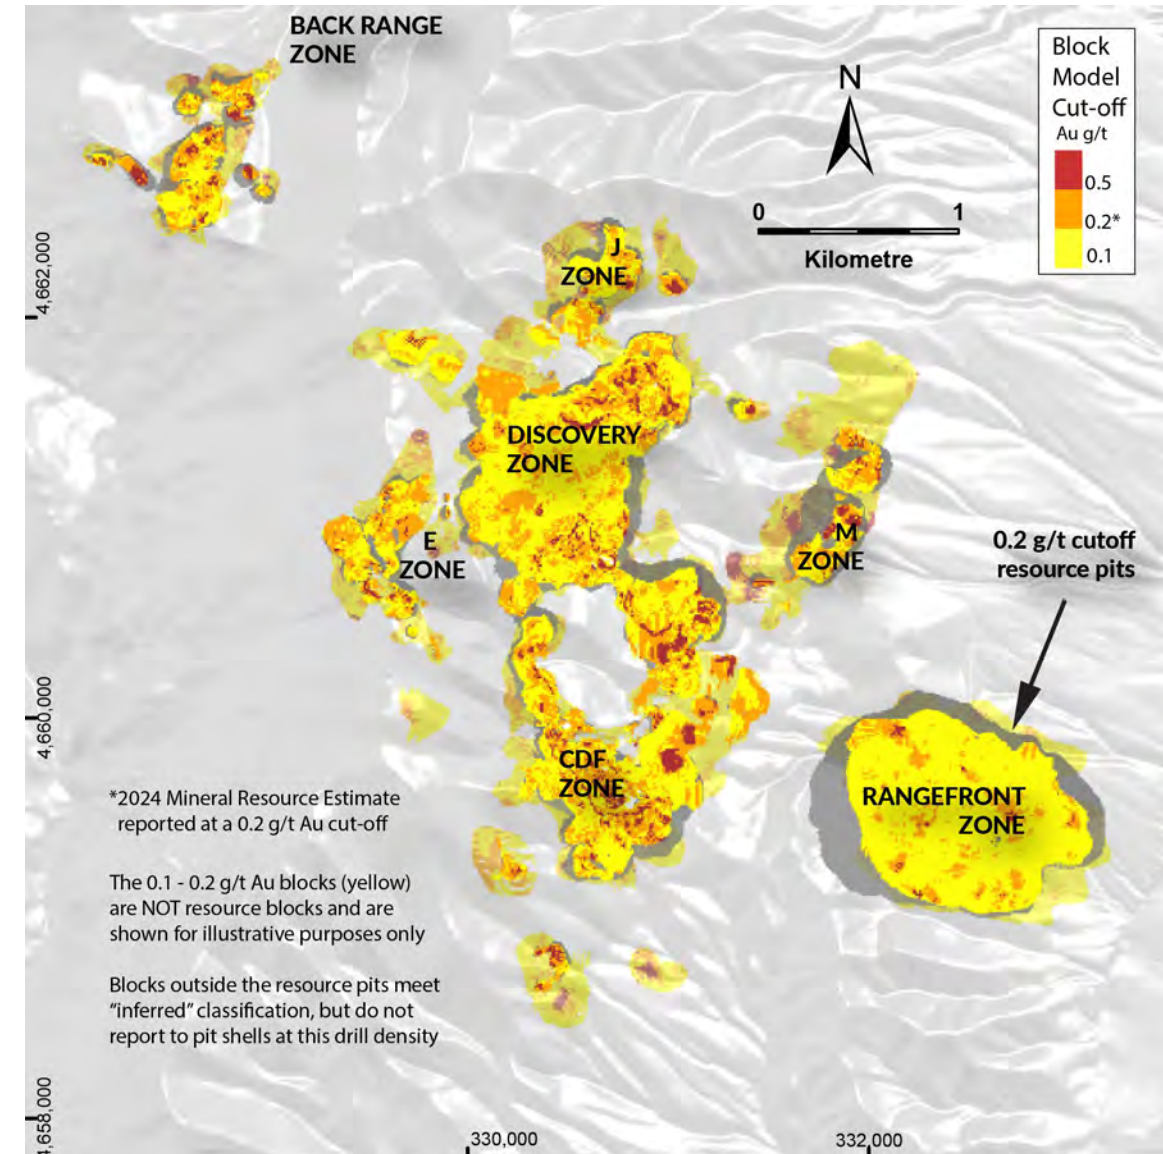 BACK RANGE
ZONE
Block
Model
Cut-off
Au g/t
0.5
0.2*
0.1
N
0 1
Kilometre
4,662,000
J
ZONE
DISCOVERY
ZONE
E
ZONE
M
ZONE
0.2 g/t cutoff
resource pits
4,660,000
CDF
ZONE
RANGEFRONT
ZONE
*2024 Mineral Resource Estimate
reported at a 0.2 g/t Au cut-off
The 0.1 - 0.2 g/t Au blocks (yellow)
are NOT resource blocks and are
shown for illustrative purposes only
Blocks outside the resource pits meet
“inferred” classification, but do not
report to pit shells at this drill density
4,658,000
330,000
332,000